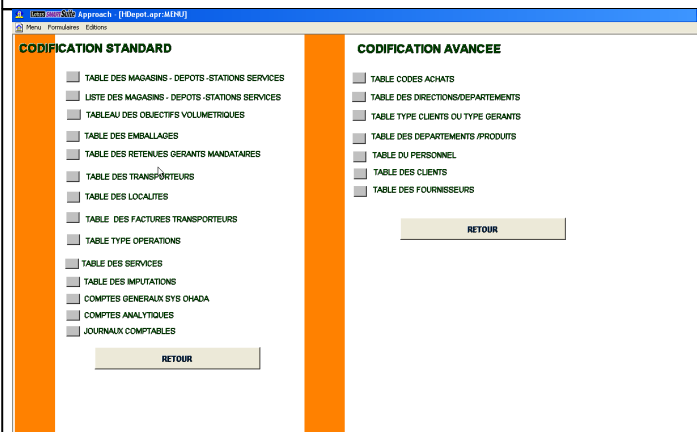 Lotus SmartSuite Approach - [HDepot.apr:MENU]
Menu Formulaires Editions
CODIFICATION STANDARD
TABLE DES MAGASINS - DEPOTS -STATIONS SERVICES
LISTE DES MAGASINS - DEPOTS -STATIONS SERVICES
TABLEAU DES OBJECTIFS VOLUMETRIQUES
TABLE DES EMBALLAGES
TABLE DES RETENUES GERANTS MANDATAIRES
TABLE DES TRANSPORTEURS
TABLE DES LOCALITES
TABLE DES FACTURES TRANSPORTEURS
TABLE TYPE OPERATIONS
TABLE DES SERVICES
TABLE DES IMPUTATIONS
COMPTES GENERAUX SYS OHADA
COMPTES ANALYTIQUES
JOURNAUX COMPTABLES
RETOUR
CODIFICATION AVANCEE
TABLE CODES ACHATS
TABLE DES DIRECTIONS/DEPARTEMENTS
TABLE TYPE CLIENTS OU TYPE GERANTS
TABLE DES DEPARTEMENTS /PRODUITS
TABLE DU PERSONNEL
TABLE DES CLIENTS
TABLE DES FOURNISSEURS
RETOUR